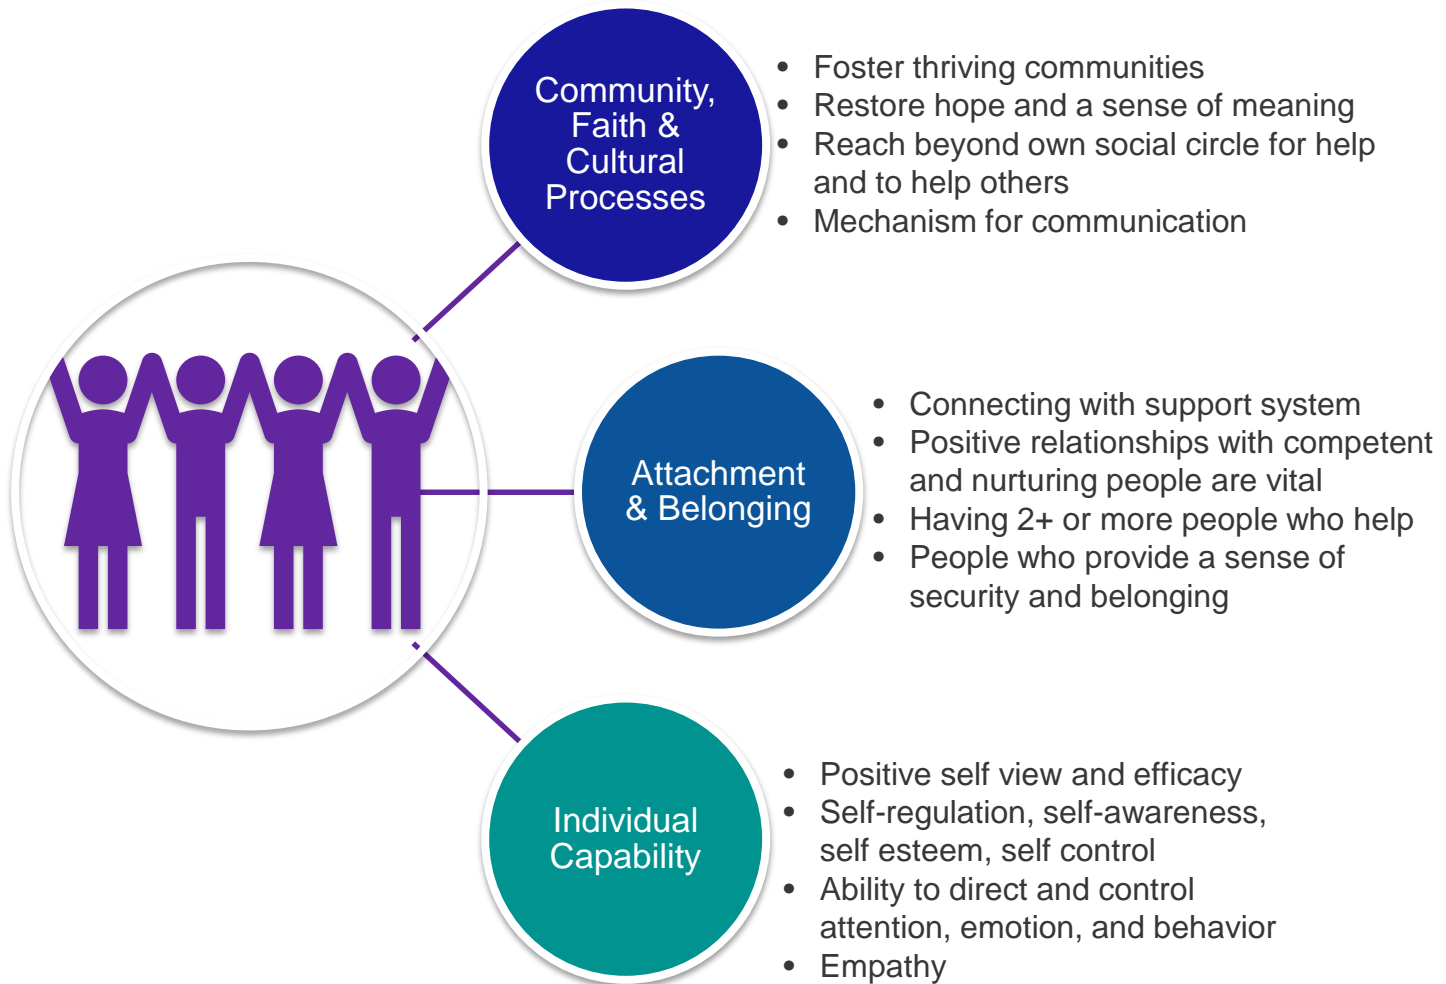 Community,
Faith &
Cultural
Processes
• Foster thriving communities
• Restore hope and a sense of meaning
• Reach beyond own social circle for help
and to help others
• Mechanism for communication
Attachment
& Belonging
• Connecting with support system
• Positive relationships with competent
and nurturing people are vital
• Having 2+ or more people who help
• People who provide a sense of
security and belonging
Individual
Capability
• Positive self view and efficacy
• Self-regulation, self-awareness,
self esteem, self control
• Ability to direct and control
attention, emotion, and behavior
• Empathy